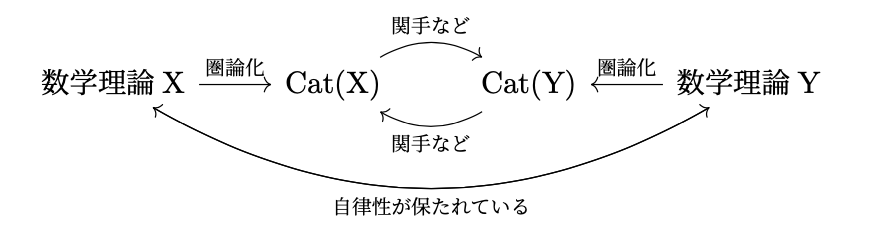 関手など
数学理論 X 圏論化 Cat(X) Cat(Y) 圏論化 数学理論 Y
関手など
自律性が保たれている